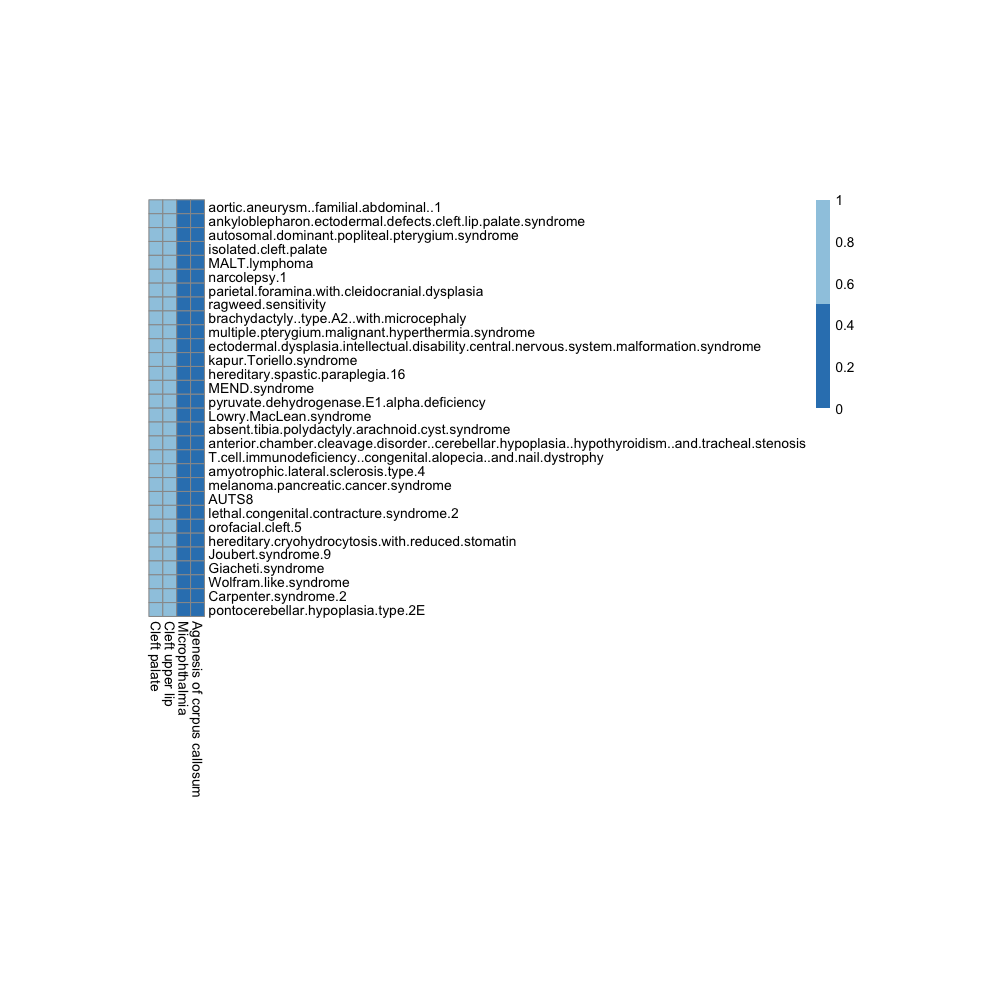 aortic.aneurysm..familial.abdominal..1
ankyloblepharon.ectodermal.defects.cleft.lip.palate.syndrome
autosomal.dominant.popliteal.pterygium.syndrome
isolated.cleft.palate
MALT.lymphoma
narcolepsy.1
parietal.foramina.with.cleidocranial.dysplasia
ragweed.sensitivity
brachydactyly..type.A2..with.microcephaly
multiple.pterygium.malignant.hyperthermia.syndrome
ectodermal.dysplasia.intellectual.disability.central.nervous.system.malformation.syndrome
kapur.Toriello.syndrome
hereditary.spastic.paraplegia.16
MEND.syndrome
pyruvate.dehydrogenase.E1.alpha.deficiency
Lowry.MacLean.syndrome
absent.tibia.polydactyly.arachnoid.cyst.syndrome
anterior.chamber.cleavage.disorder..cerebellar.hypoplasia..hypothyroidism..and.tracheal.stenosis
T.cell.immunodeficiency..congenital.alopecia..and.nail.dystrophy
amyotrophic.lateral.sclerosis.type.4
melanoma.pancreatic.cancer.syndrome
AUTS8
lethal.congenital.contracture.syndrome.2
orofacial.cleft.5
hereditary.cryohydrocytosis.with.reduced.stomatin
Joubert.syndrome.9
Giacheti.syndrome
Wolfram.like.syndrome
Carpenter.syndrome.2
pontocerebellar.hypoplasia.type.2E
Cleft palate
Cleft upper lip
Microphthalmia
Agenesis of corpus callosum
1
0.8
0.6
0.4
0.2
0